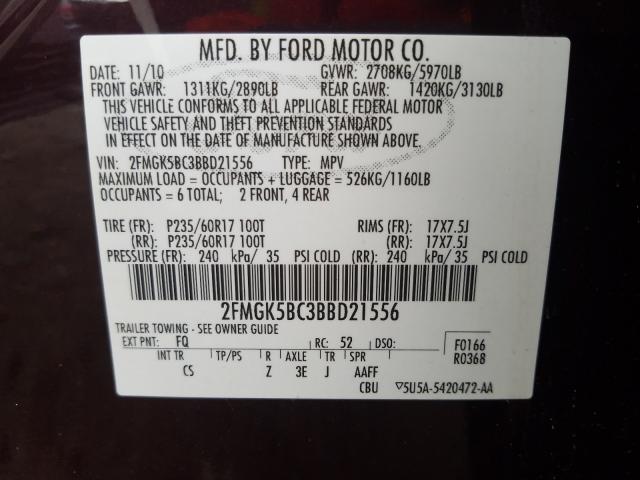 MFD. BY FORD MOTOR CO.
DATE: 11/10 GVWR: 2708KG/5970LB
FRONT GAWR: 1311KG/2890LB REAR GAWR: 1420KG/3130LB
THIS VEHICLE CONFORMS TO ALL APPLICABLE FEDERAL MOTOR
VEHICLE SAFETY AND THEFT PREVENTION STANDARDS
IN EFFECT ON THE DATE OF MANUFACTURE SHOWN ABOVE.
VIN: 2FMGK5BC3BBD21556 TYPE: MPV
MAXIMUM LOAD = OCCUPANTS + LUGGAGE = 526KG/1160LB
OCCUPANTS = 6 TOTAL; 2 FRONT, 4 REAR
TIRE (FR): P235/60R17 100T RIMS (FR): 17X7.5J
(RR): P235/60R17 100T (RR): 17X7.5J
PRESSURE (FR): 240 kPa/ 35 PSI COLD (RR): 240 kPa/ 35 PSI COLD
2FMGK5BC3BBD21556
TRAILER TOWING - SEE OWNER GUIDE
EXT PNT: FQ RC: 52 DSO: F0166
INT TR TP/PS R AXLE TR SPR R0368
CS Z 3E J AAFF
CBU ▽5U5A-5420472-AA